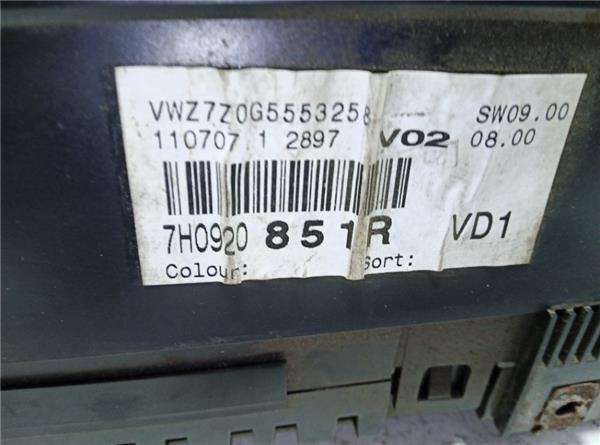 VWZ7Z0G5553258 SW09.00
110707 1 2897 V02 08.00
7H0920 851R VD1
Colour: Sort: